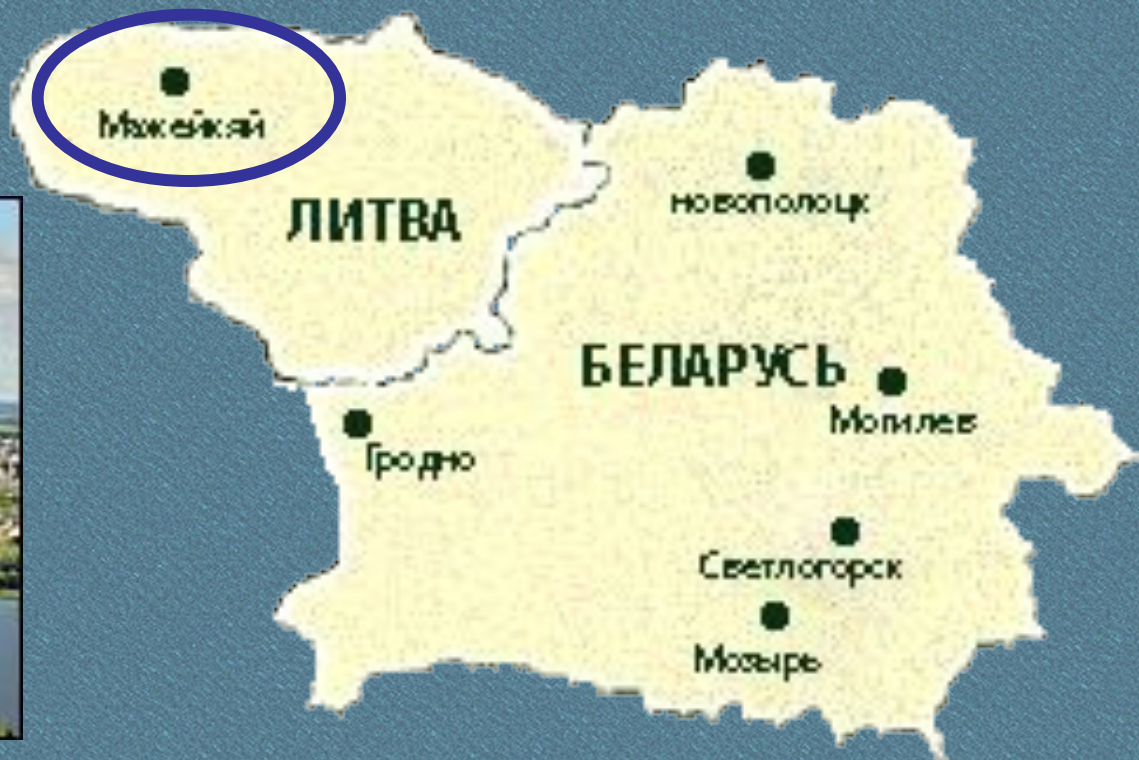 Мажейкяй
ЛИТВА
новополоцк
БЕЛАРУСЬ
Могилев
Гродно
Светлогорск
Мозырь